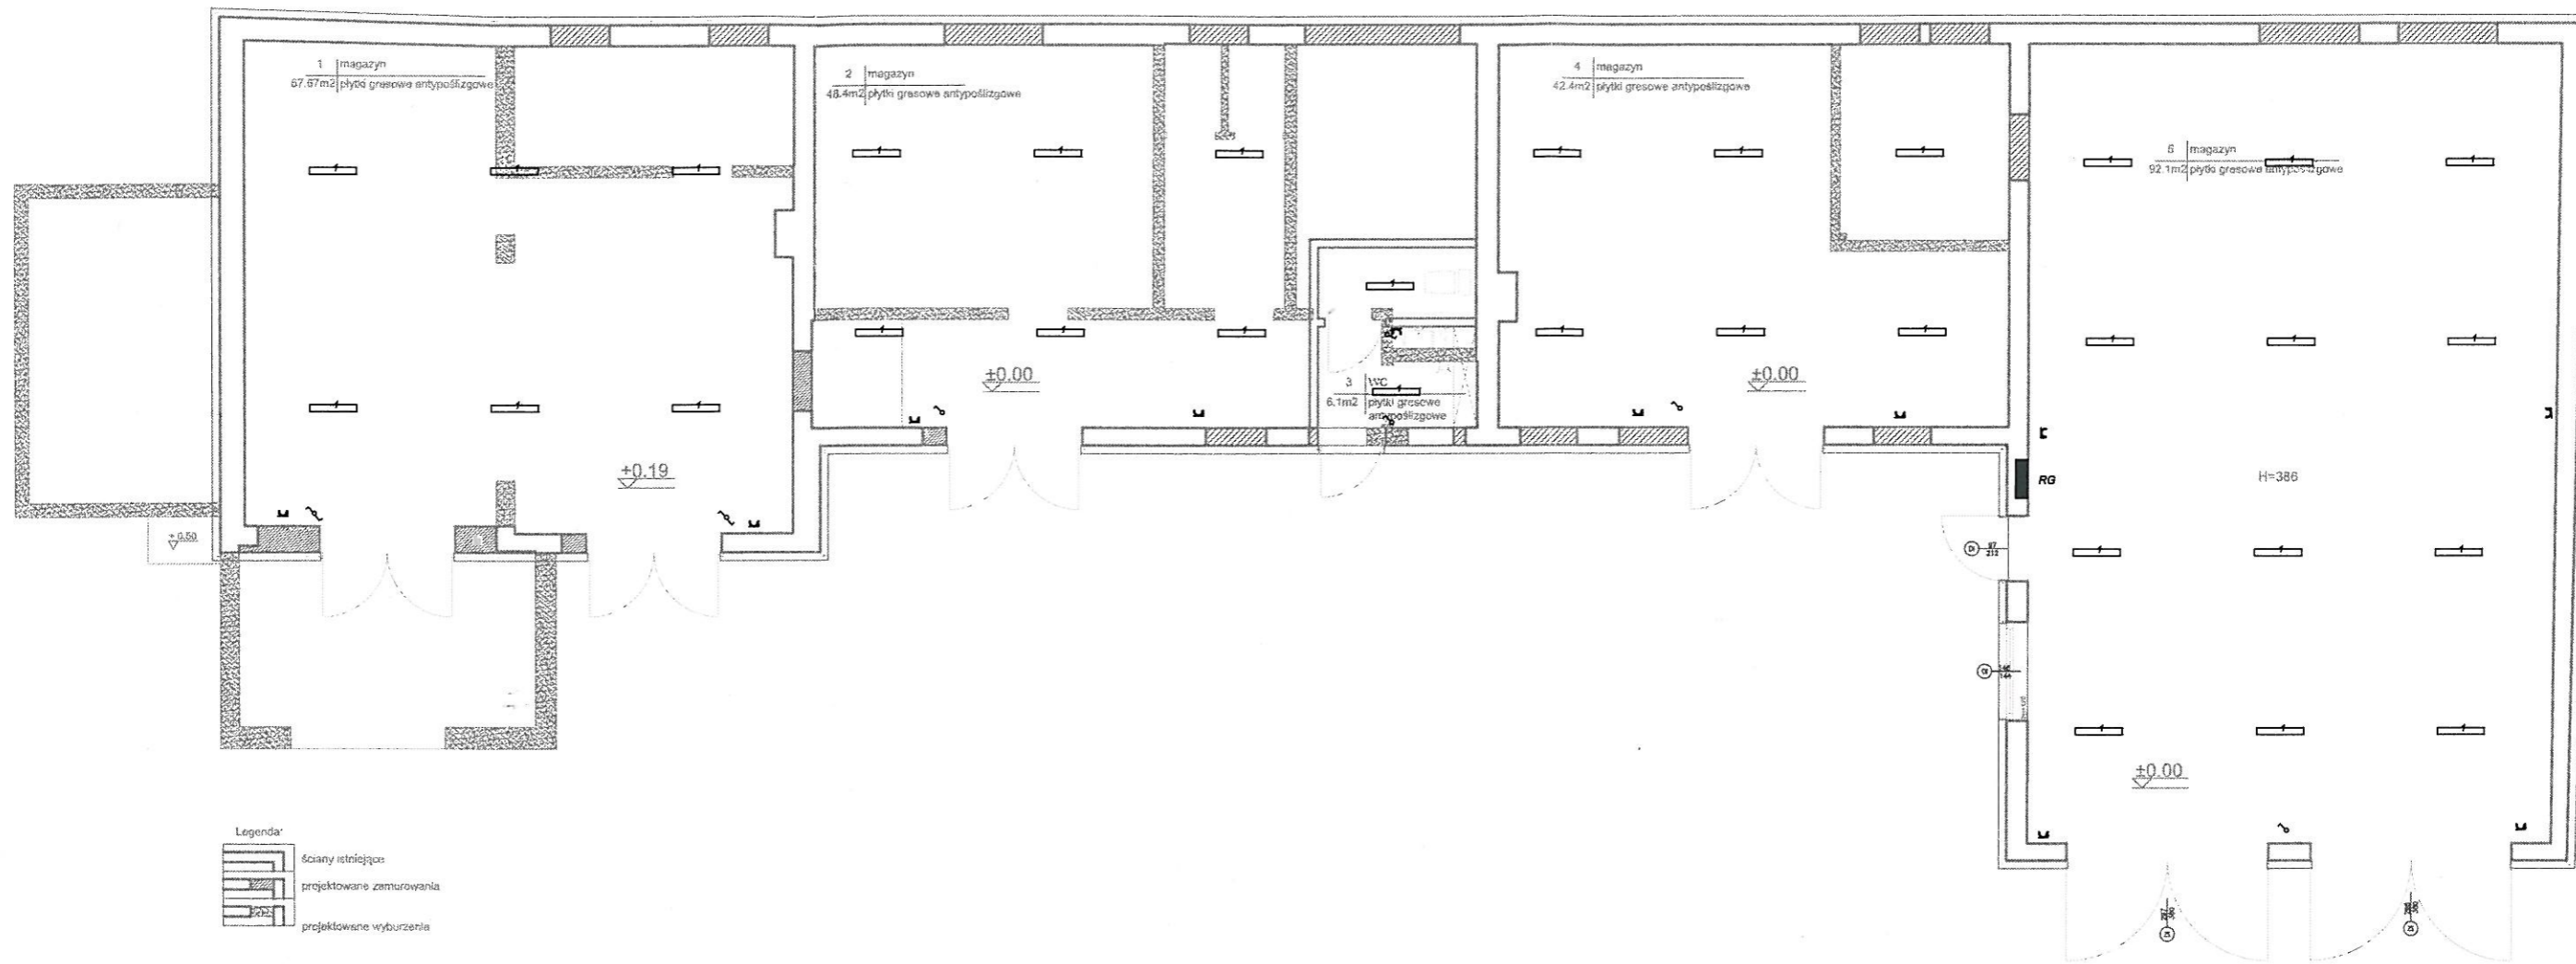 1 magazyn
67.67m2 płytki gresowe antypoślizgowe
2 magazyn
48.4m2 płytki gresowe antypoślizgowe
4 magazyn
42.4m2 płytki gresowe antypoślizgowe
5 magazyn
92.1m2 płytki gresowe antypoślizgowe
±0.00
±0.00
3 WC
6.1m2 płytki gresowe
antypoślizgowe
+0.19
RG
H=386
+0.50
±0.00
Legenda:
ściany istniejące
projektowane zamurowania
projektowane wyburzenia